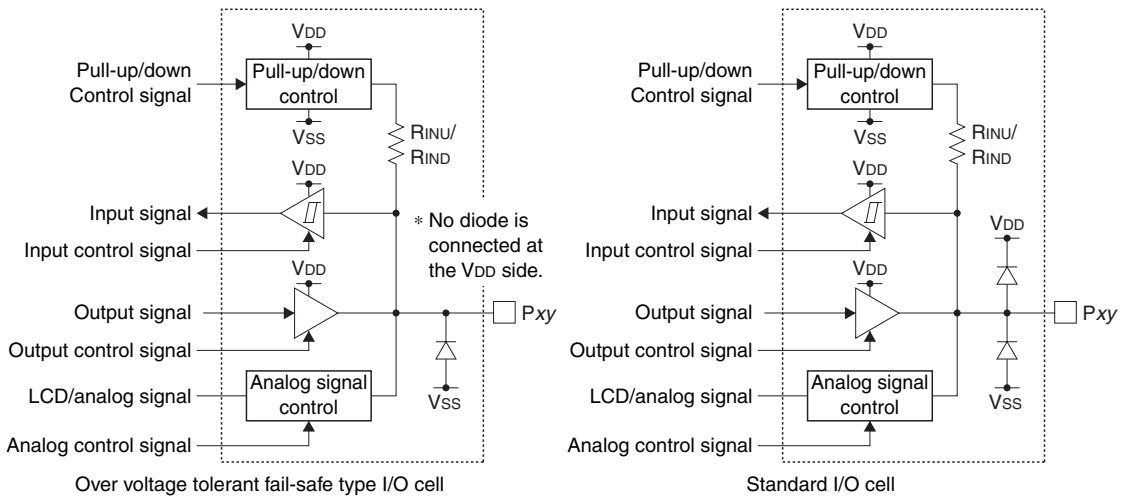 VDD
Pull-up/down
Control signal
Pull-up/down
control
VSS
RINU/
RIND
VDD
Input signal
Input control signal
* No diode is
connected at
the VDD side.
VDD
Output signal
Pxy
Output control signal
LCD/analog signal
Analog signal
control
VSS
Analog control signal
Over voltage tolerant fail-safe type I/O cell
VDD
Pull-up/down
Control signal
Pull-up/down
control
VSS
RINU/
RIND
VDD
Input signal
Input control signal
VDD
VDD
Output signal
Pxy
Output control signal
LCD/analog signal
Analog signal
control
VSS
Analog control signal
Standard I/O cell